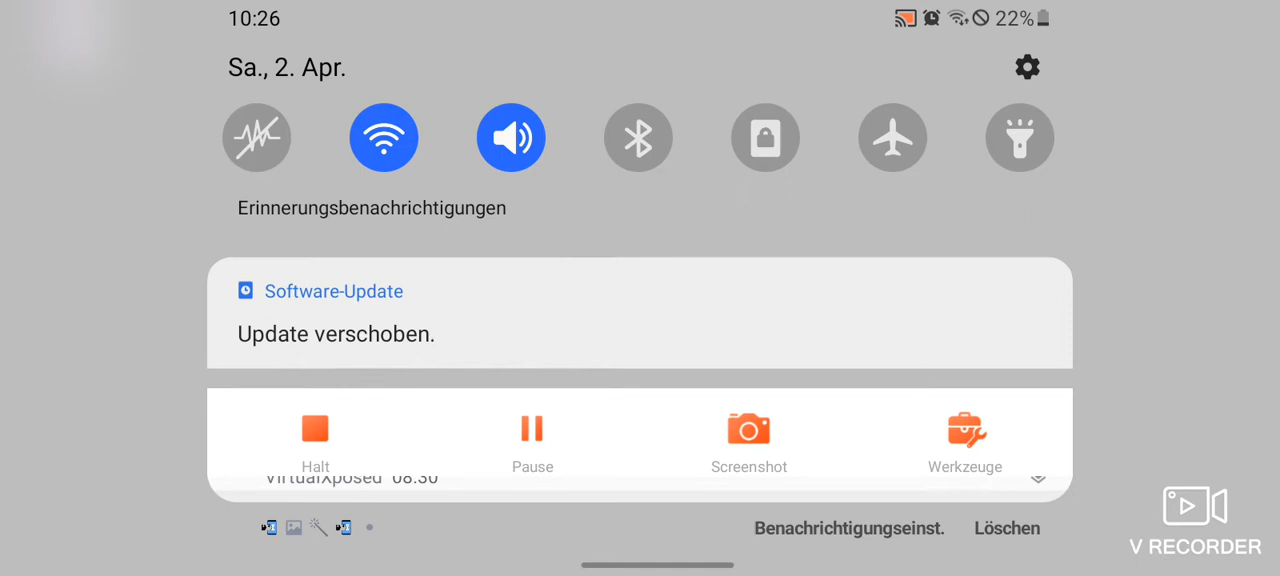 10:26
22%
Sa., 2. Apr.
Erinnerungsbenachrichtigungen
Software-Update
Update verschoben.
Halt
Pause
Screenshot
Werkzeuge
VirtualXposed 08:30
Benachrichtigungseinst.
Löschen
V RECORDER